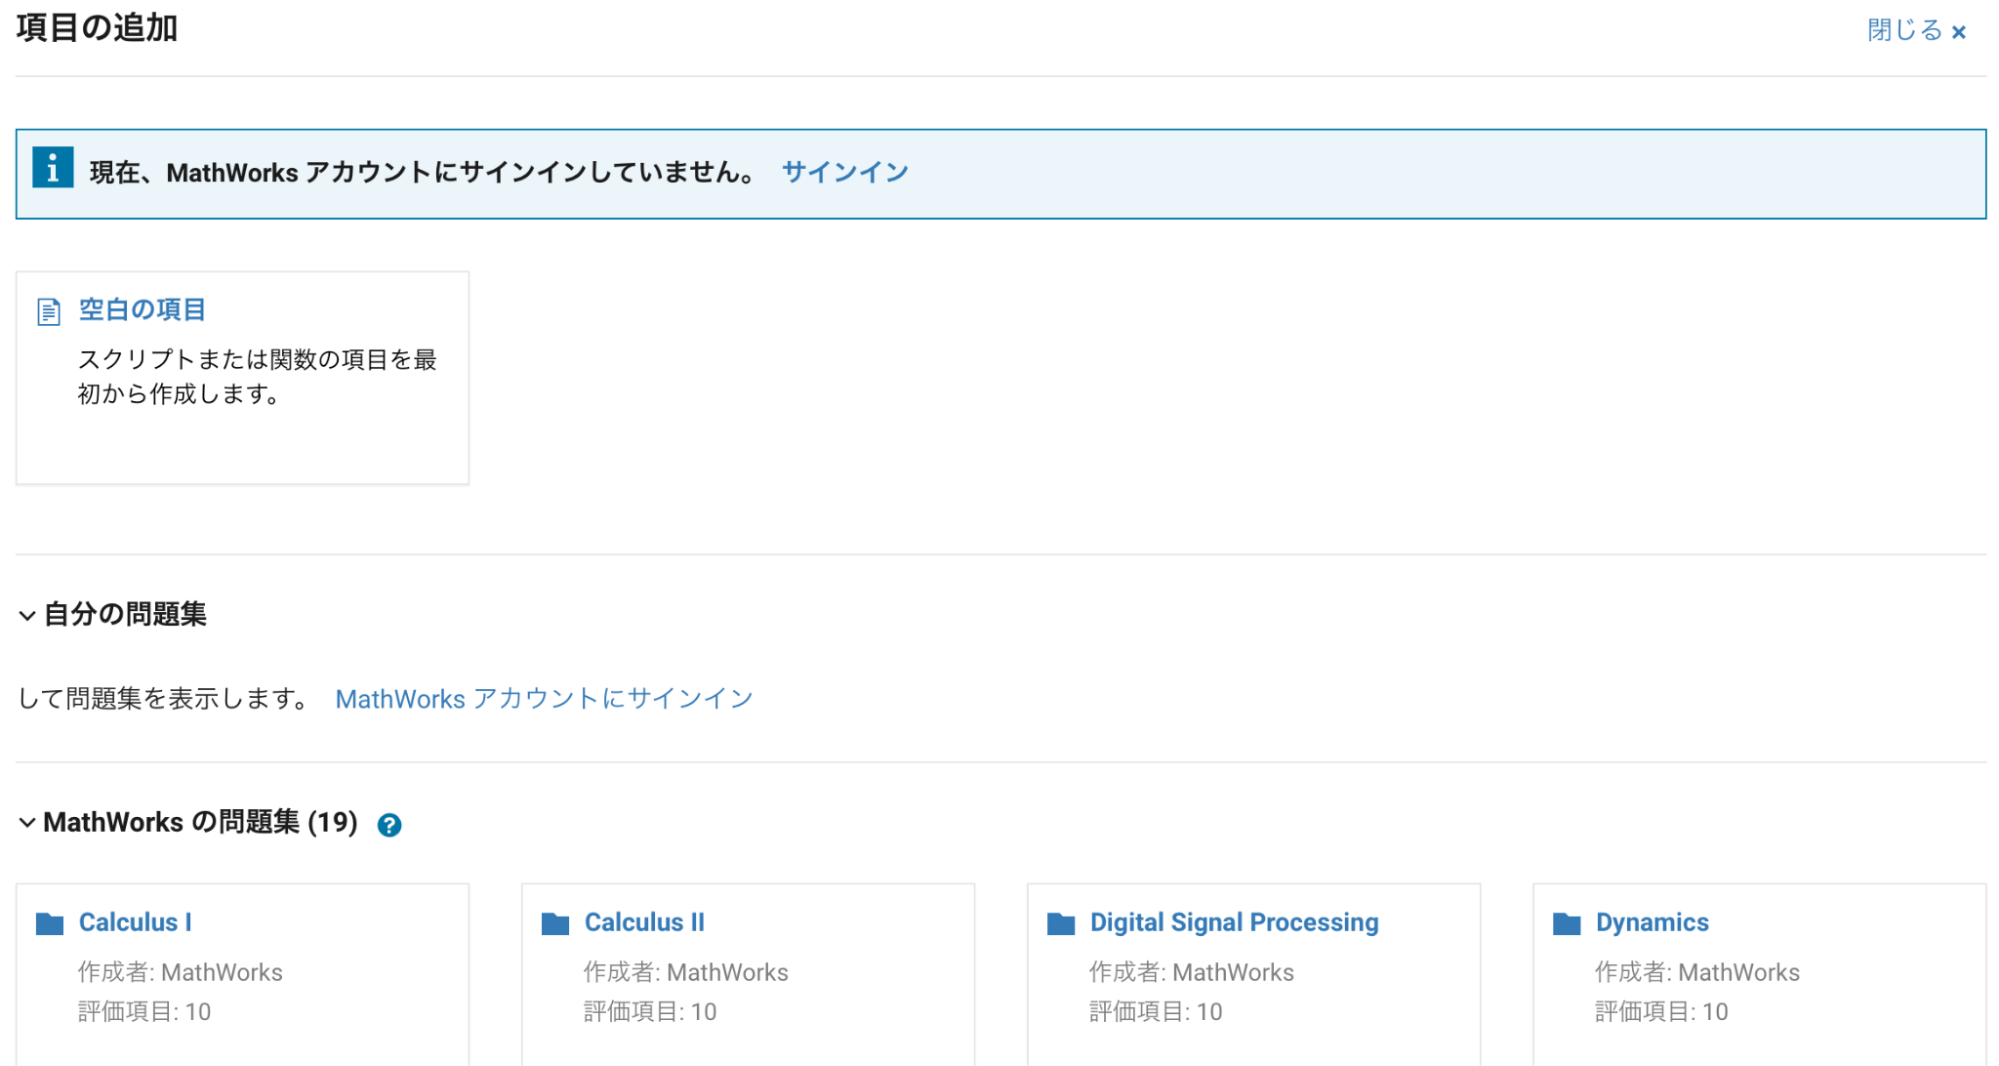 項目の追加
閉じる ×
現在、MathWorks アカウントにサインインしていません。 サインイン
空白の項目
スクリプトまたは関数の項目を最
初から作成します。
自分の問題集
して問題集を表示します。 MathWorks アカウントにサインイン
MathWorks の問題集 (19) ?
Calculus I
作成者: MathWorks
評価項目: 10
Calculus II
作成者: MathWorks
評価項目: 10
Digital Signal Processing
作成者: MathWorks
評価項目: 10
Dynamics
作成者: MathWorks
評価項目: 10